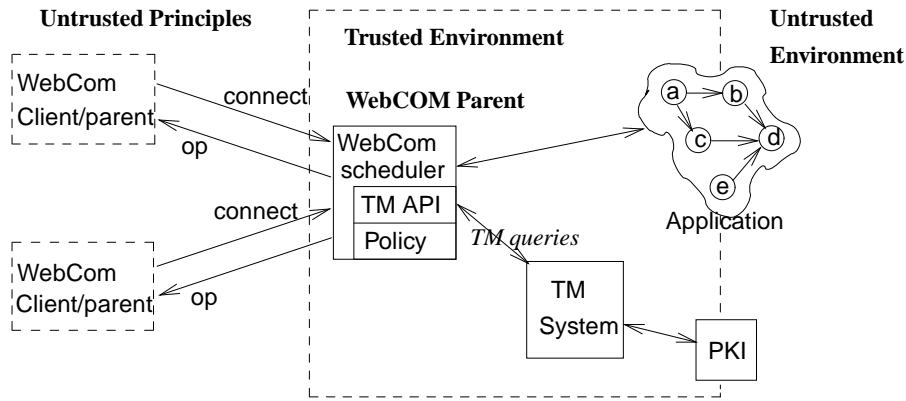 Untrusted Principles
Trusted Environment
Untrusted
Environment
WebCom
Client/parent
connect
op
WebCOM Parent
WebCom
scheduler
TM API
Policy
TM queries
a
b
c
d
e
Application
WebCom
Client/parent
connect
op
TM
System
PKI